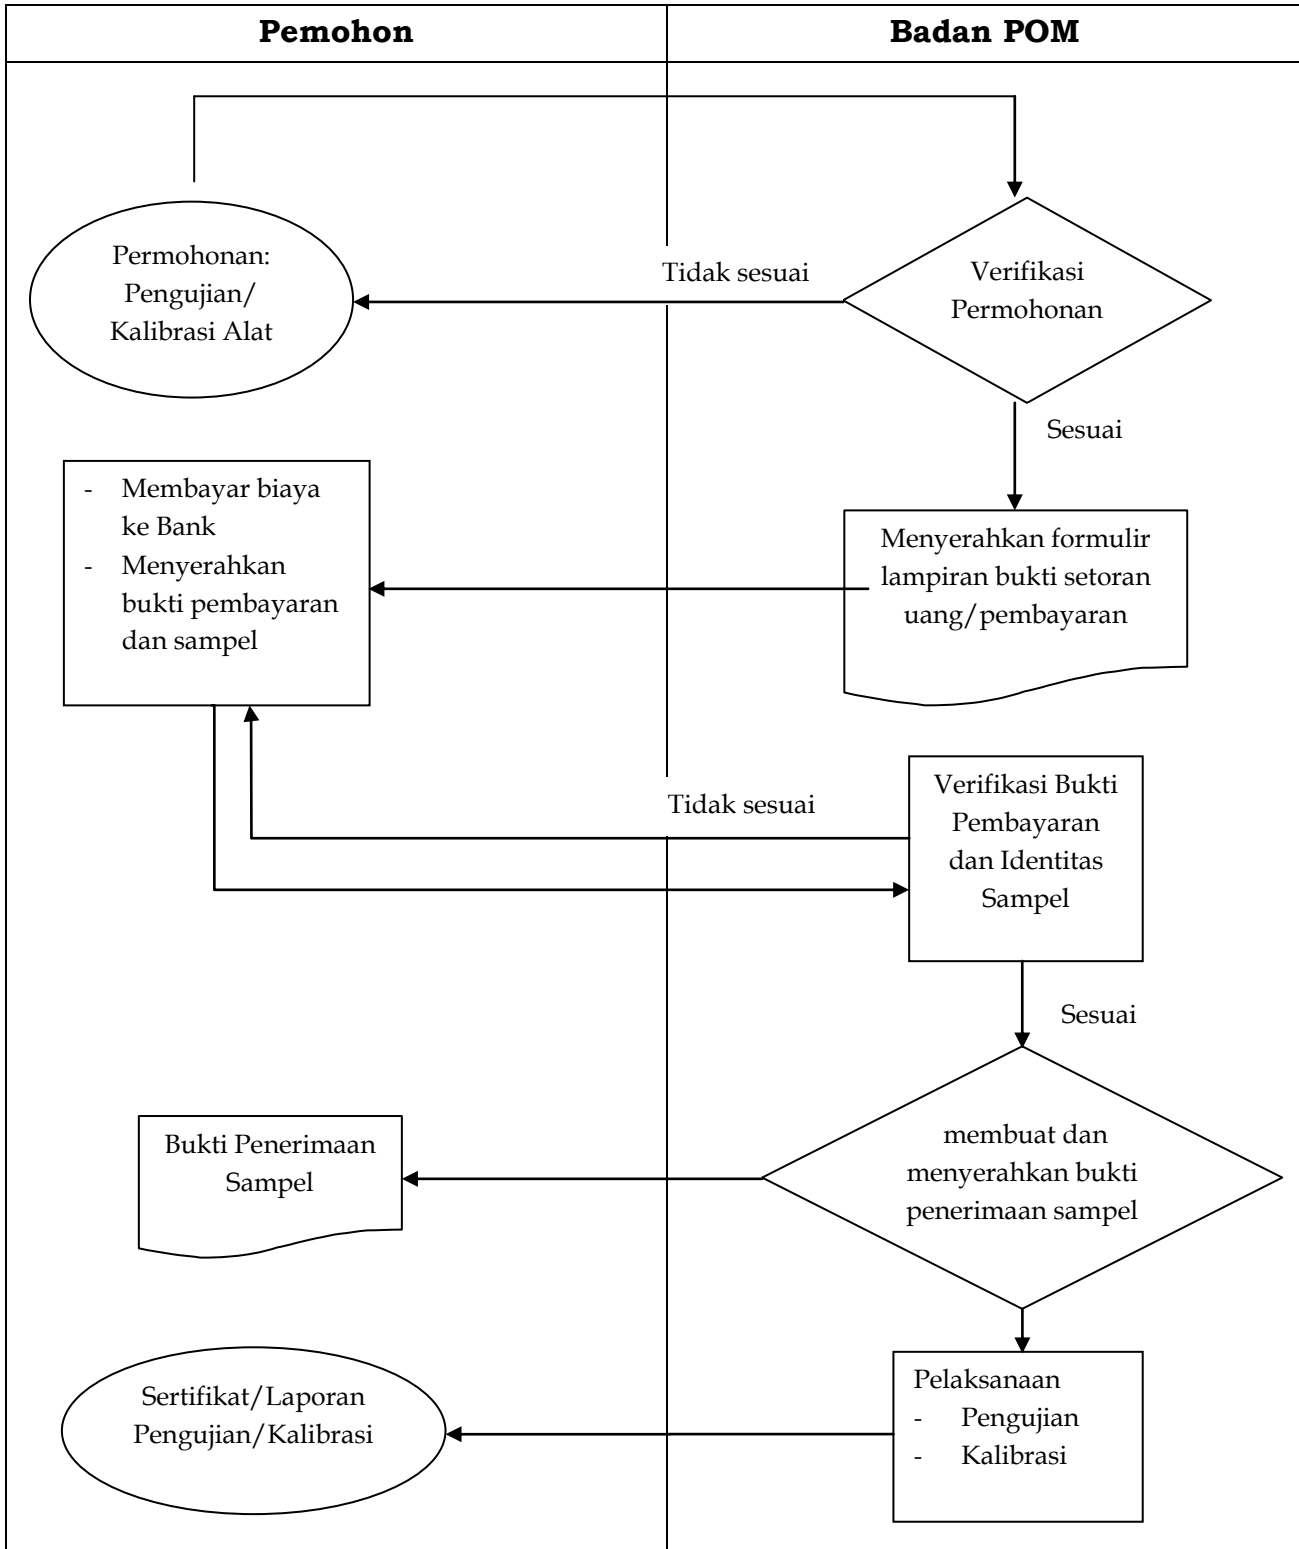 Pemohon
Badan POM
Permohonan:
Pengujian/
Kalibrasi Alat
Tidak sesuai
Verifikasi
Permohonan
Sesuai
- Membayar biaya
ke Bank
- Menyerahkan
bukti pembayaran
dan sampel
Menyerahkan formulir
lampiran bukti setoran
uang/pembayaran
Tidak sesuai
Verifikasi Bukti
Pembayaran
dan Identitas
Sampel
Sesuai
Bukti Penerimaan
Sampel
membuat dan
menyerahkan bukti
penerimaan sampel
Sertifikat/Laporan
Pengujian/Kalibrasi
Pelaksanaan
- Pengujian
- Kalibrasi